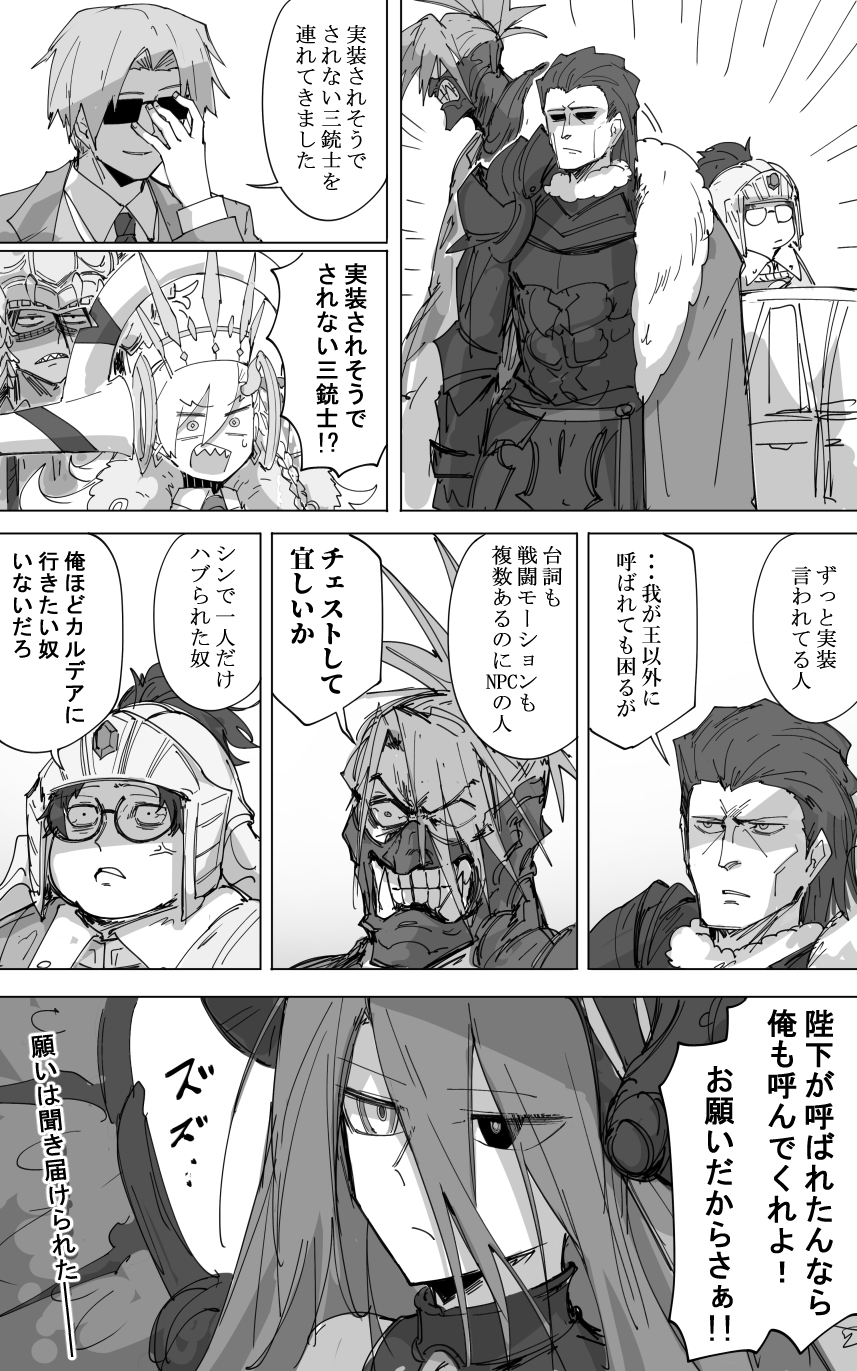 実装されそうで
されない三銃士を
連れてきました
実装されそうで
されない三銃士!?
ずっと実装
言われてる人
…我が王以外に
呼ばれても困るが
台詞も
戦闘モーションも
複数あるのに
NPCの人
チェストして
宜しいか
シンで一人だけ
ハブられた奴
俺ほどカルデアに
行きたい奴
いないだろ
陛下が呼ばれたんなら
俺も呼んでくれよ！
お願いだからさぁ!!
ズズ…
願いは聞き届けられた――